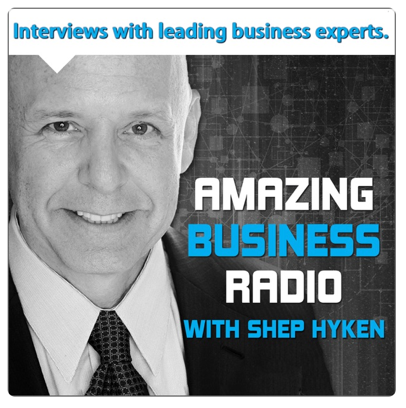 Interviews with leading business experts.
AMAZING
BUSINESS
RADIO
WITH SHEP HYKEN